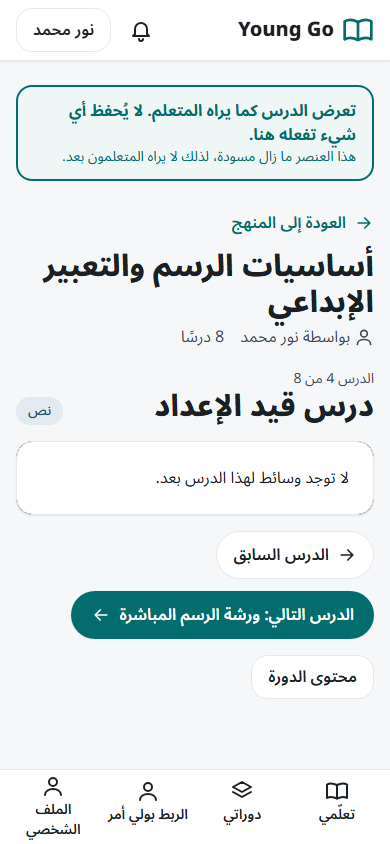 Young Go
نور محمد
تعرض الدرس كما يراه المتعلم. لا يُحفظ أي
شيء تفعله هنا.
هذا العنصر ما زال مسودة، لذلك لا يراه المتعلمون بعد.
العودة إلى المنهج
أساسيات الرسم والتعبير
الإبداعي
بواسطة نور محمد
8 درسًا
الدرس 4 من 8
درس قيد الإعداد
نص
لا توجد وسائط لهذا الدرس بعد.
الدرس السابق
الدرس التالي: ورشة الرسم المباشرة
محتوى الدورة
تعلّمي
دوراتي
الربط بولي أمر
الملف
الشخصي